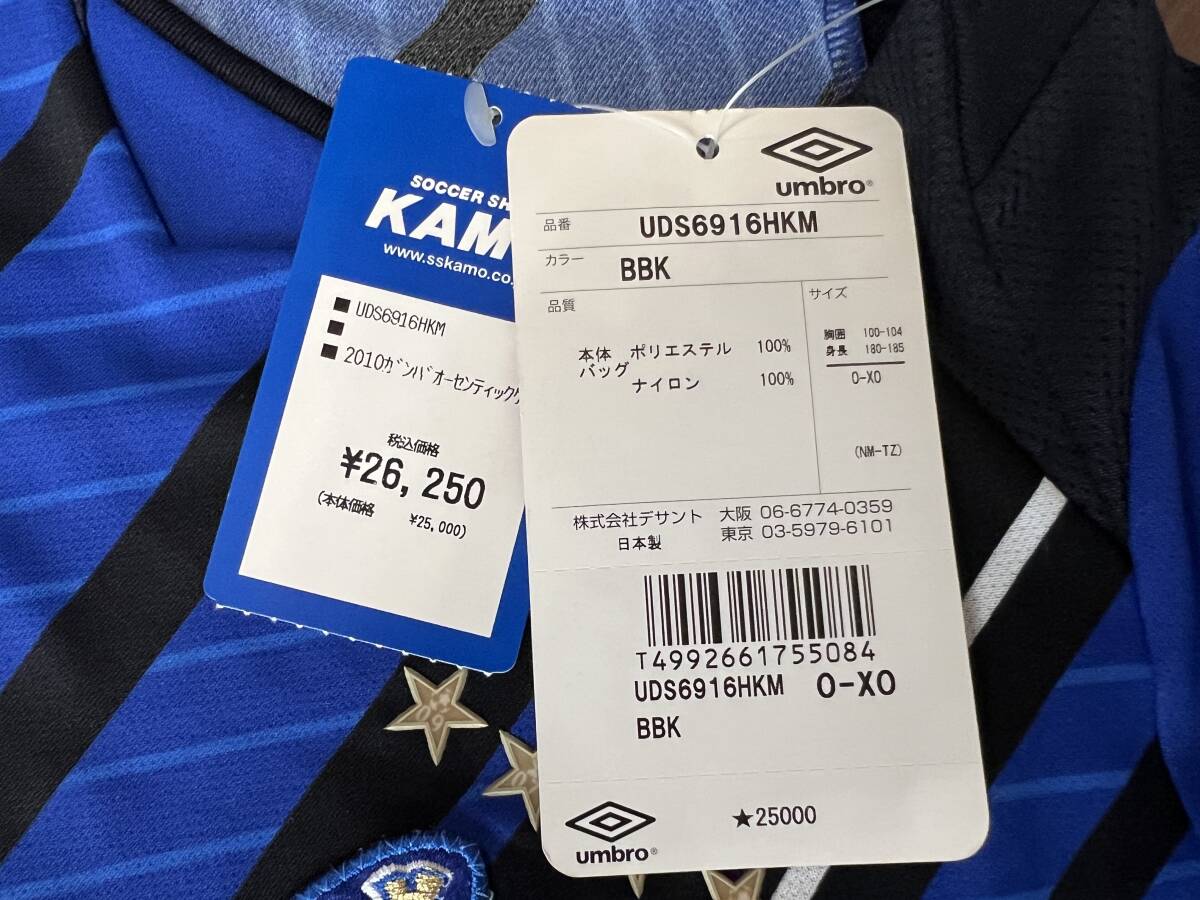 SOCCER SH
KAM
www.sskamo.co.
■ UDS6916HKM
■
■ 2010ガンバオーセンティック
税込価格
¥26,250
(本体価格 ¥25,000)
umbro®
品番 UDS6916HKM
カラー BBK
品質
サイズ
本体 ポリエステル 100%
バッグ
ナイロン 100%
胸囲 100-104
身長 180-185
O-XO
(NM-TZ)
株式会社デサント 大阪 06-6774-0359
日本製 東京 03-5979-6101
T4992661755084
UDS6916HKM O-XO
BBK
umbro®
★25000